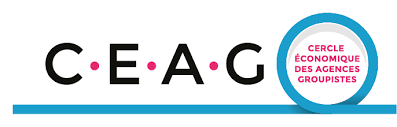 C·E·A·G
CERCLE
ÉCONOMIQUE
DES AGENCES
GROUPISTES